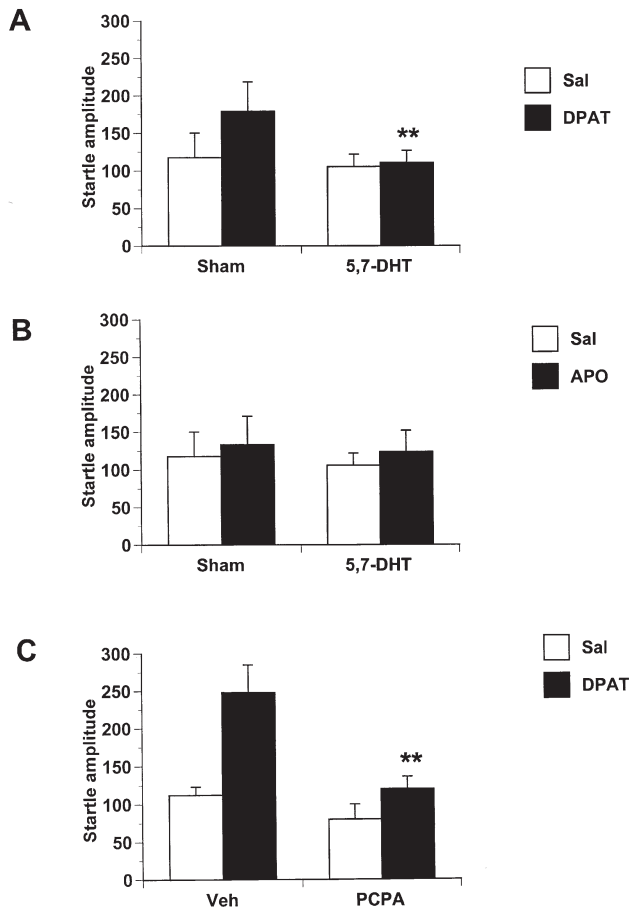 A
300
250
200
150
100
50
0
Startle amplitude
**
Sham
5,7-DHT
Sal
DPAT
B
300
250
200
150
100
50
0
Startle amplitude
Sham
5,7-DHT
Sal
APO
C
300
250
200
150
100
50
0
Startle amplitude
**
Veh
PCPA
Sal
DPAT